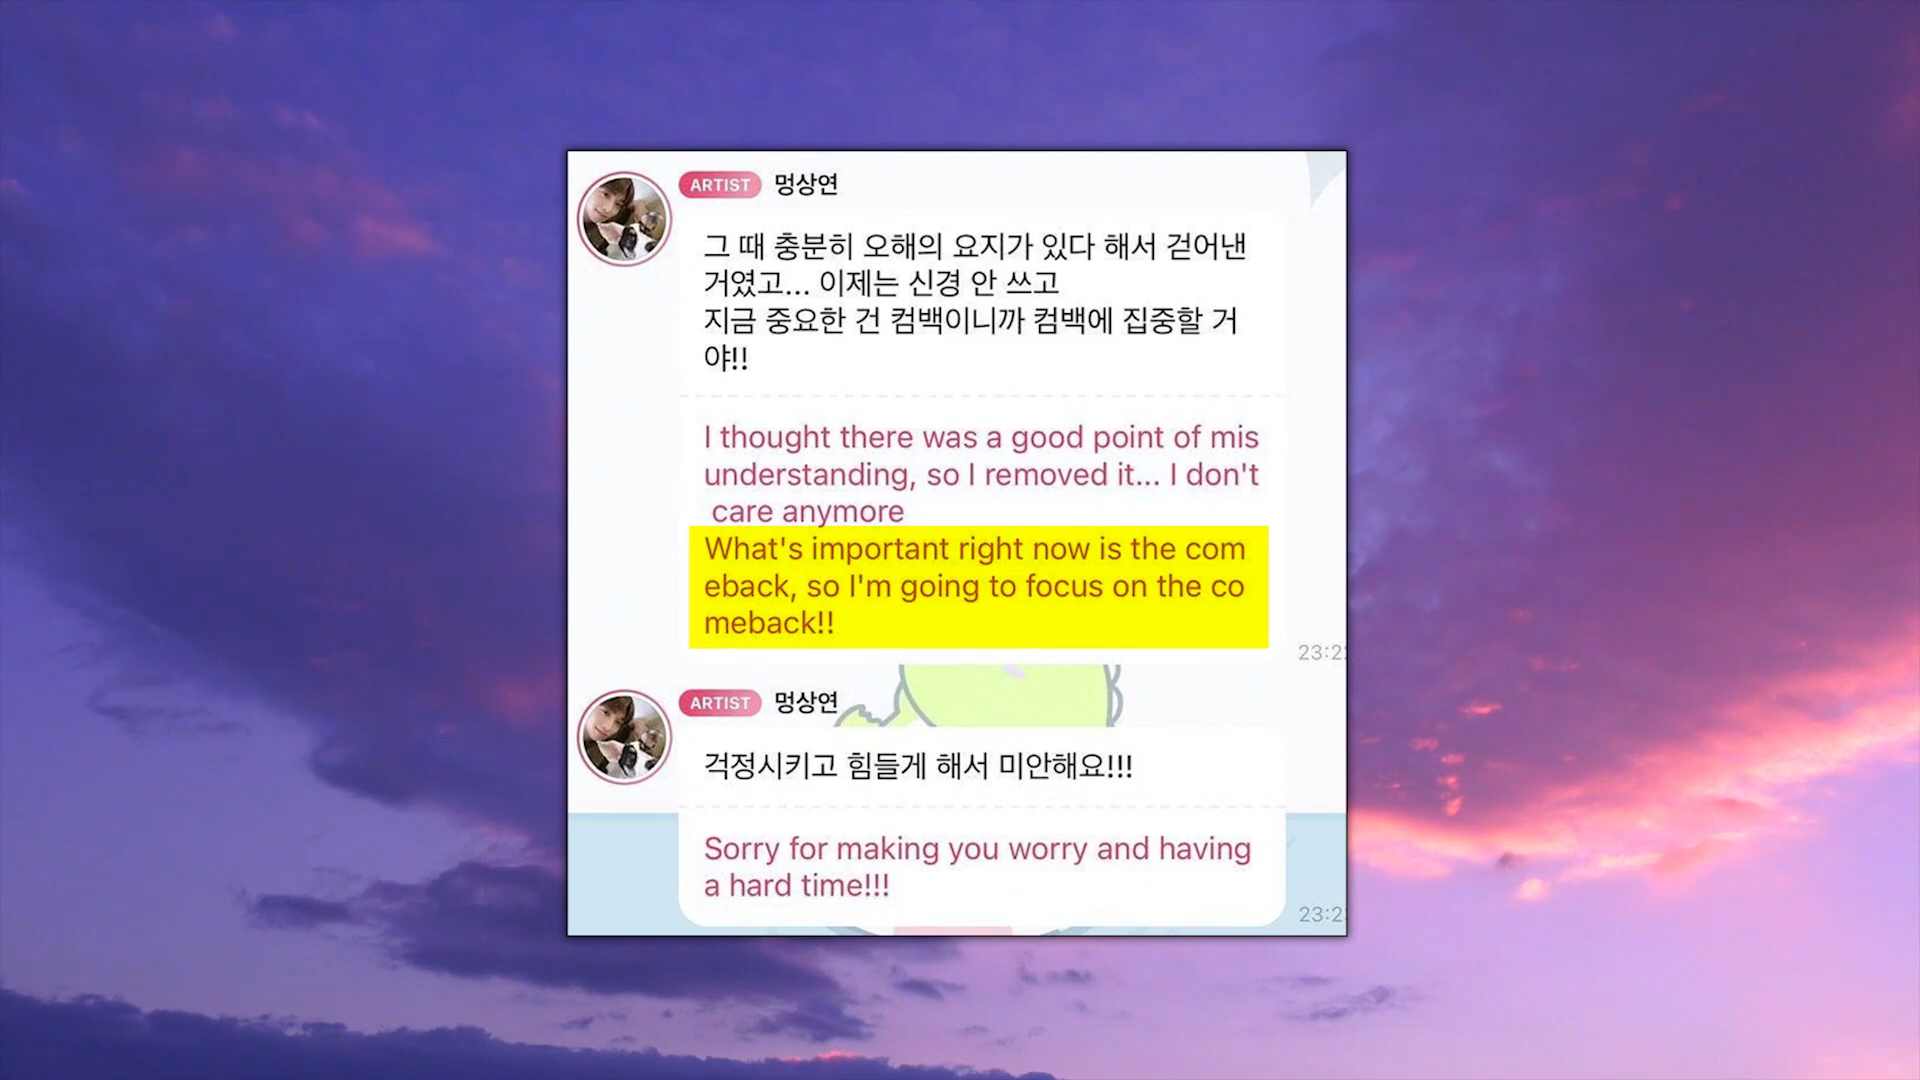 ARTIST 멍상연
그 때 충분히 오해의 요지가 있다 해서 걷어낸
거였고... 이제는 신경 안 쓰고
지금 중요한 건 컴백이니까 컴백에 집중할 거
야!!
I thought there was a good point of mis
understanding, so I removed it... I don't
care anymore
What's important right now is the com
eback, so I'm going to focus on the co
meback!!
ARTIST 멍상연
걱정시키고 힘들게 해서 미안해요!!!
Sorry for making you worry and having
a hard time!!!